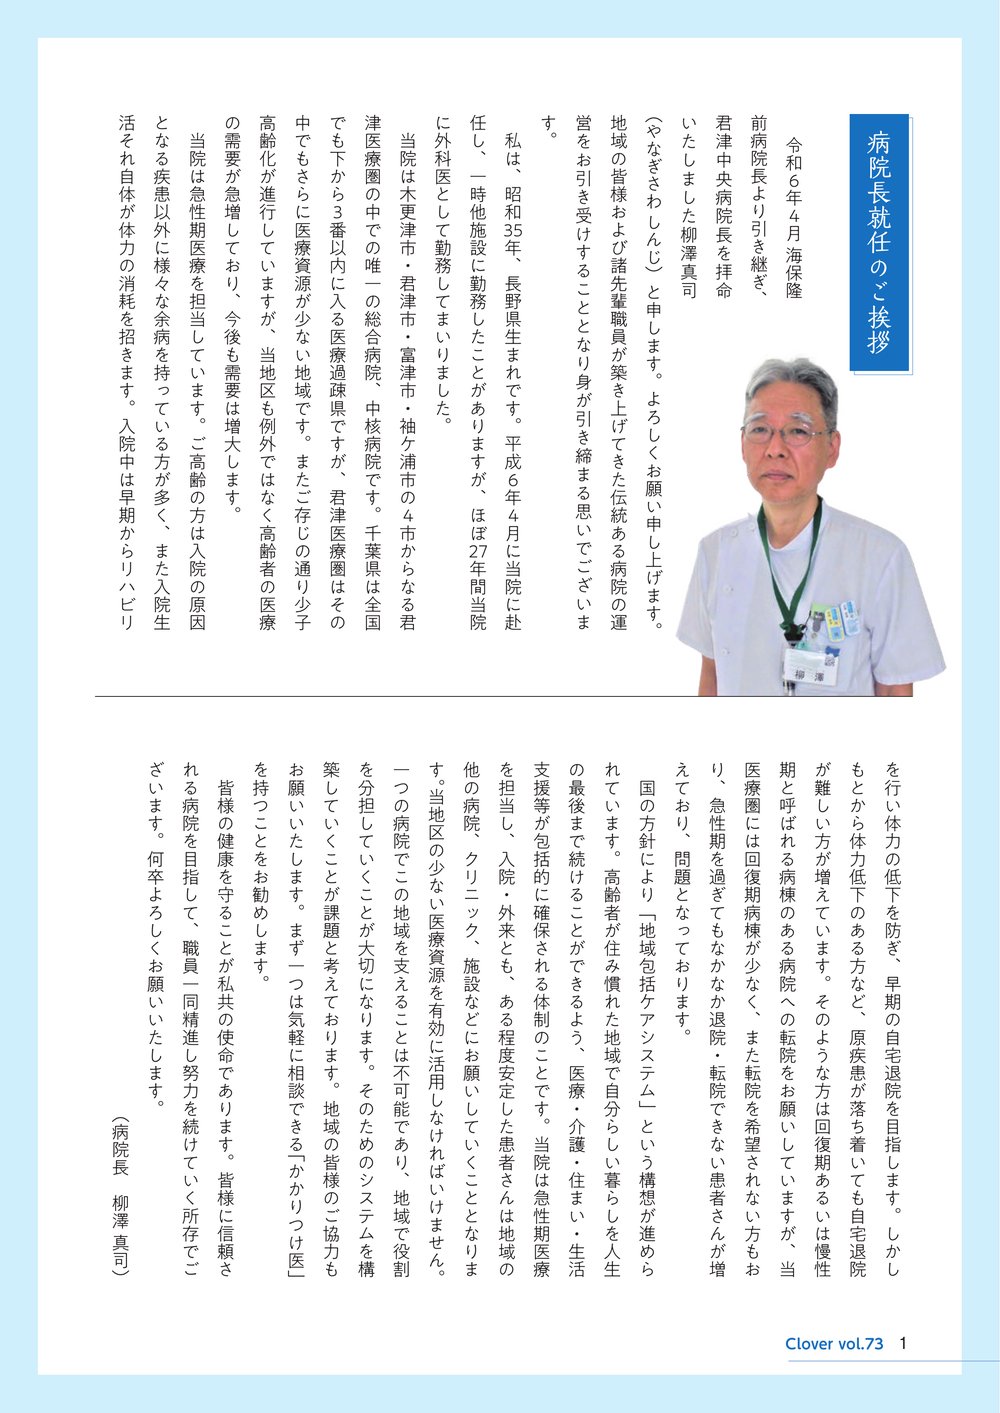 病院長就任のご挨拶
令和６年４月 海保隆
前病院長より引き継ぎ、
君津中央病院長を拝命
いたしました柳澤真司
（やなぎさわ しんじ）と申します。よろしくお願い申し上げます。
地域の皆様および諸先輩職員が築き上げてきた伝統ある病院の運
営をお引き受けすることとなり身が引き締まる思いでございま
す。
私は、昭和35年、長野県生まれです。平成６年４月に当院に赴
任し、一時他施設に勤務したことがありますが、ほぼ27年間当院
に外科医として勤務してまいりました。
当院は木更津市・君津市・富津市・袖ケ浦市の４市からなる君
津医療圏の中での唯一の総合病院、中核病院です。千葉県は全国
でも下から３番以内に入る医療過疎県ですが、君津医療圏はその
中でもさらに医療資源が少ない地域です。またご存じの通り少子
高齢化が進行していますが、当地区も例外ではなく高齢者の医療
の需要が急増しており、今後も需要は増大します。
当院は急性期医療を担当しています。ご高齢の方は入院の原因
となる疾患以外に様々な余病を持っている方が多く、また入院生
活それ自体が体力の消耗を招きます。入院中は早期からリハビリ
柳 澤
を行い体力の低下を防ぎ、早期の自宅退院を目指します。しかし
もとから体力低下のある方など、原疾患が落ち着いても自宅退院
が難しい方が増えています。そのような方は回復期あるいは慢性
期と呼ばれる病棟のある病院への転院をお願いしていますが、当
医療圏には回復期病棟が少なく、また転院を希望されない方もお
り、急性期を過ぎてもなかなか退院・転院できない患者さんが増
えており、問題となっております。
国の方針により「地域包括ケアシステム」という構想が進めら
れています。高齢者が住み慣れた地域で自分らしい暮らしを人生
の最後まで続けることができるよう、医療・介護・住まい・生活
支援等が包括的に確保される体制のことです。当院は急性期医療
を担当し、入院・外来とも、ある程度安定した患者さんは地域の
他の病院、クリニック、施設などにお願いしていくこととなりま
す。当地区の少ない医療資源を有効に活用しなければいけません。
一つの病院でこの地域を支えることは不可能であり、地域で役割
を分担していくことが大切になります。そのためのシステムを構
築していくことが課題と考えております。地域の皆様のご協力も
お願いいたします。まず一つは気軽に相談できる「かかりつけ医」
を持つことをお勧めします。
皆様の健康を守ることが私共の使命であります。皆様に信頼さ
れる病院を目指して、職員一同精進し努力を続けていく所存でご
ざいます。何卒よろしくお願いいたします。
（病院長　柳澤 真司）
Clover vol.73 1